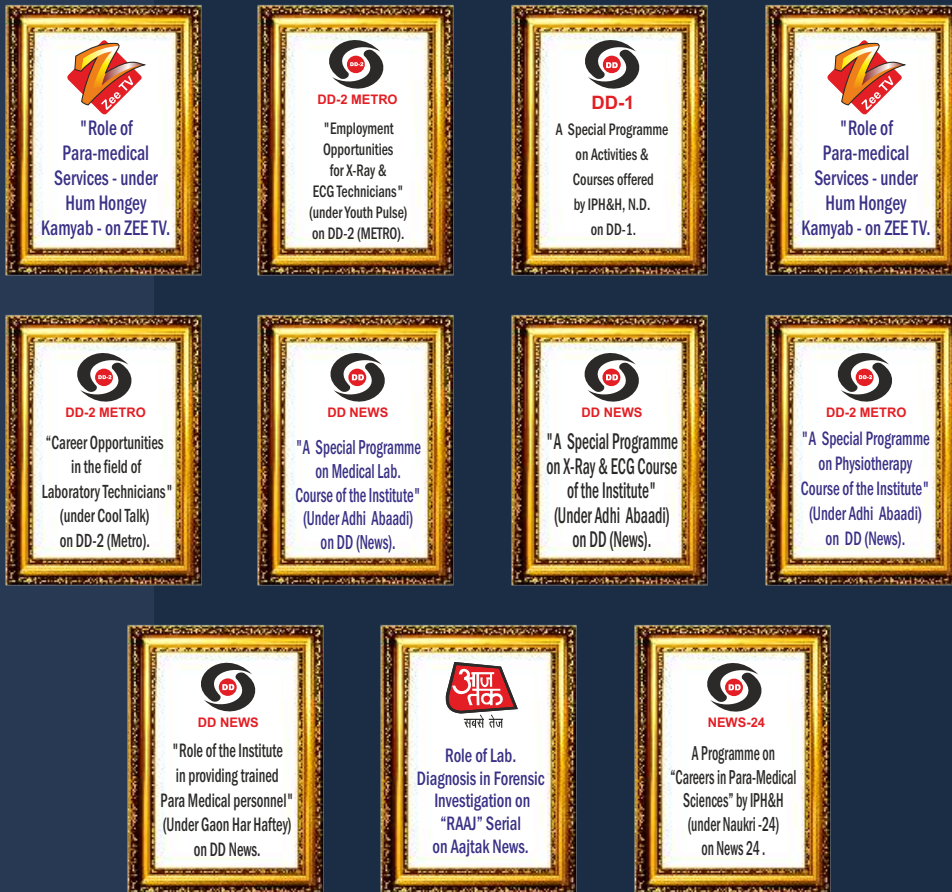 Zee TV
"Role of
Para-medical
Services - under
Hum Hongey
Kamyab - on ZEE TV.
DD-2
DD-2 METRO
"Employment
Opportunities
for X-Ray &
ECG Technicians"
(under Youth Pulse)
on DD-2 (METRO).
DD
DD-1
A Special Programme
on Activities &
Courses offered
by IPH&H, N.D.
on DD-1.
Zee TV
"Role of
Para-medical
Services - under
Hum Hongey
Kamyab - on ZEE TV.
DD-2
DD-2 METRO
“Career Opportunities
in the field of
Laboratory Technicians"
(under Cool Talk)
on DD-2 (Metro).
DD
DD NEWS
"A Special Programme
on Medical Lab.
Course of the Institute"
(Under Adhi Abaadi)
on DD (News).
DD
DD NEWS
"A Special Programme
on X-Ray & ECG Course
of the Institute"
(Under Adhi Abaadi)
on DD (News).
DD-2
DD-2 METRO
"A Special Programme
on Physiotherapy
Course of the Institute"
(Under Adhi Abaadi)
on DD (News).
DD
DD NEWS
"Role of the Institute
in providing trained
Para Medical personnel"
(Under Gaon Har Haftey)
on DD News.
आज
तक
सबसे तेज
Role of Lab.
Diagnosis in Forensic
Investigation on
“RAAJ” Serial
on Aajtak News.
DD
NEWS-24
A Programme on
“Careers in Para-Medical
Sciences” by IPH&H
(under Naukri -24)
on News 24 .